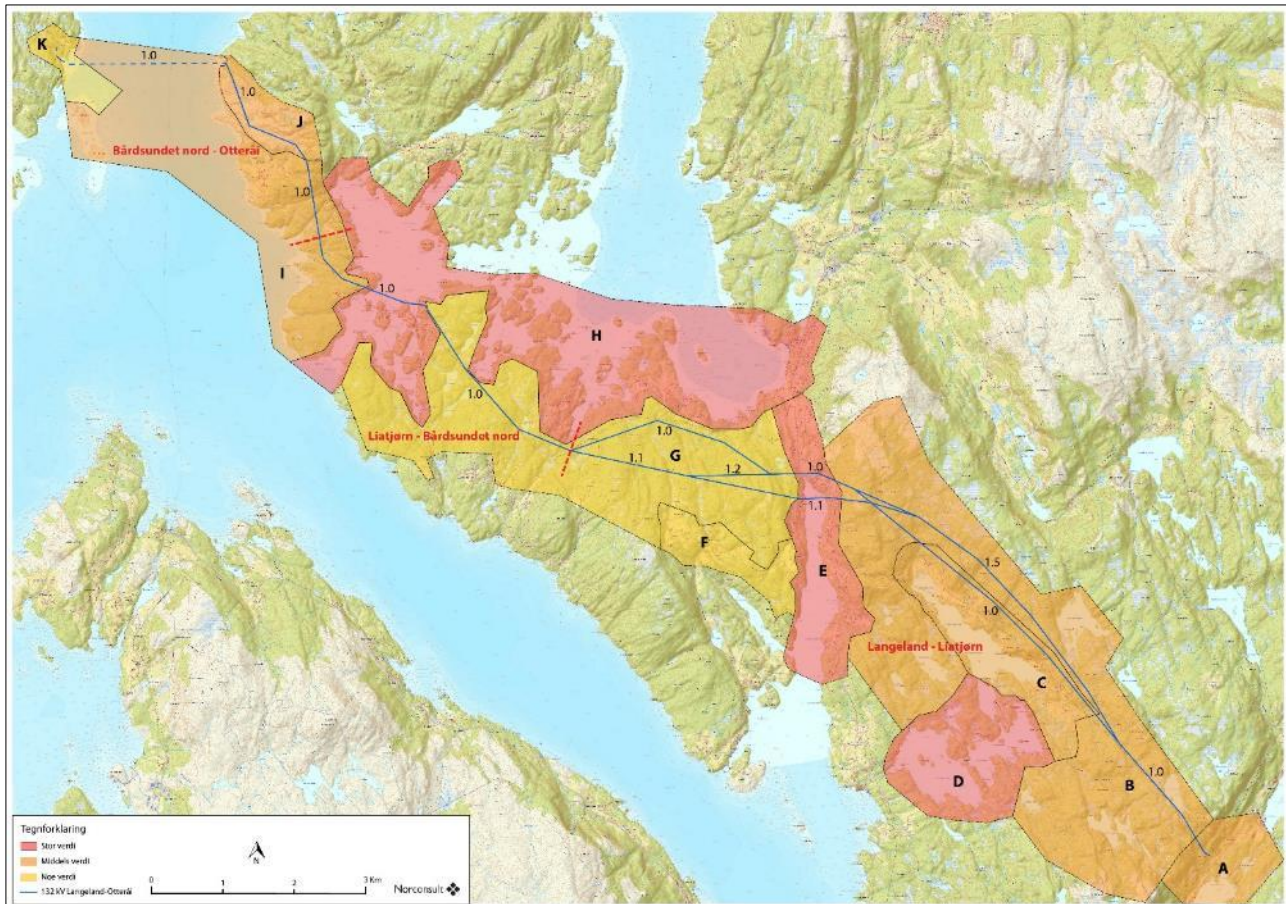 K
1.0
1.0
J
Bårdsundet nord - Otteråi
1.0
I
1.0
H
1.0
Liatjørn - Bårdsundet nord
1.0
G
1.1
1.2
1.0
1.1
F
E
1.5
1.0
Langeland - Liatjørn
C
D
B
1.0
A
Tegnforklaring
Stor verdi
Middels verdi
Noe verdi
132 kV Langeland-Otteråi
N
0 1 2 3 Km
Norconsult